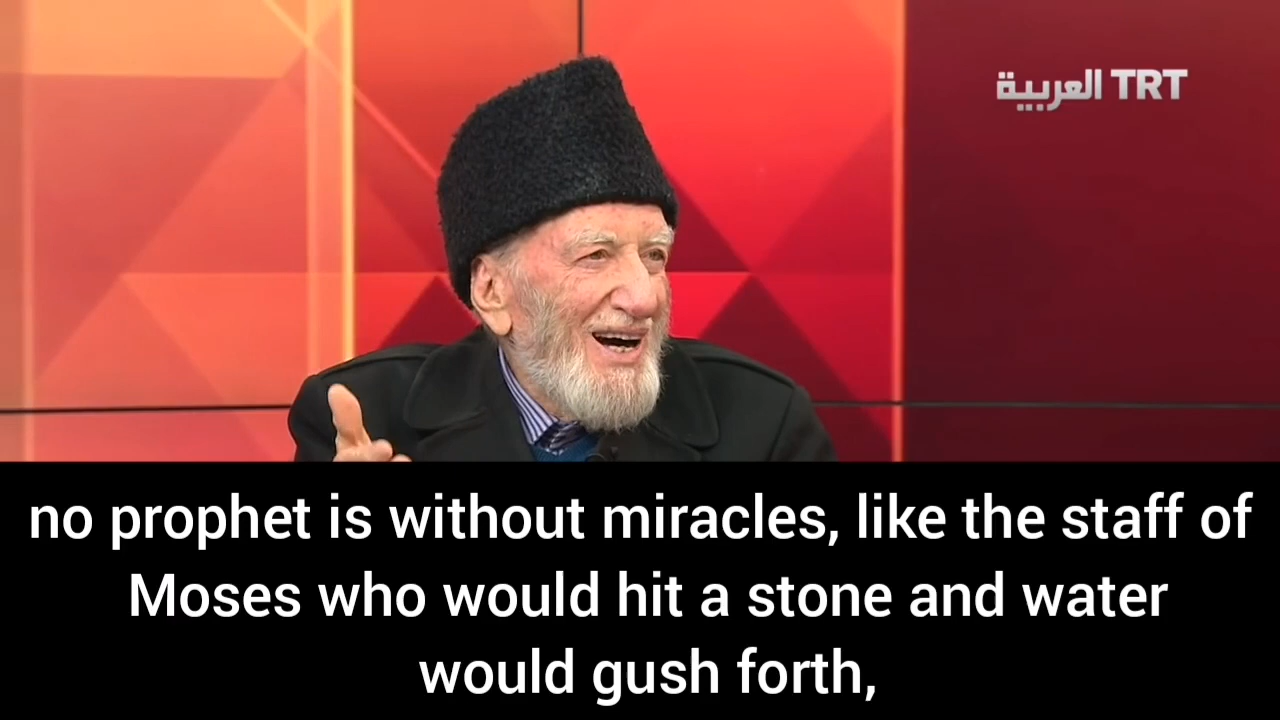 العربية TRT
no prophet is without miracles, like the staff of
Moses who would hit a stone and water
would gush forth,